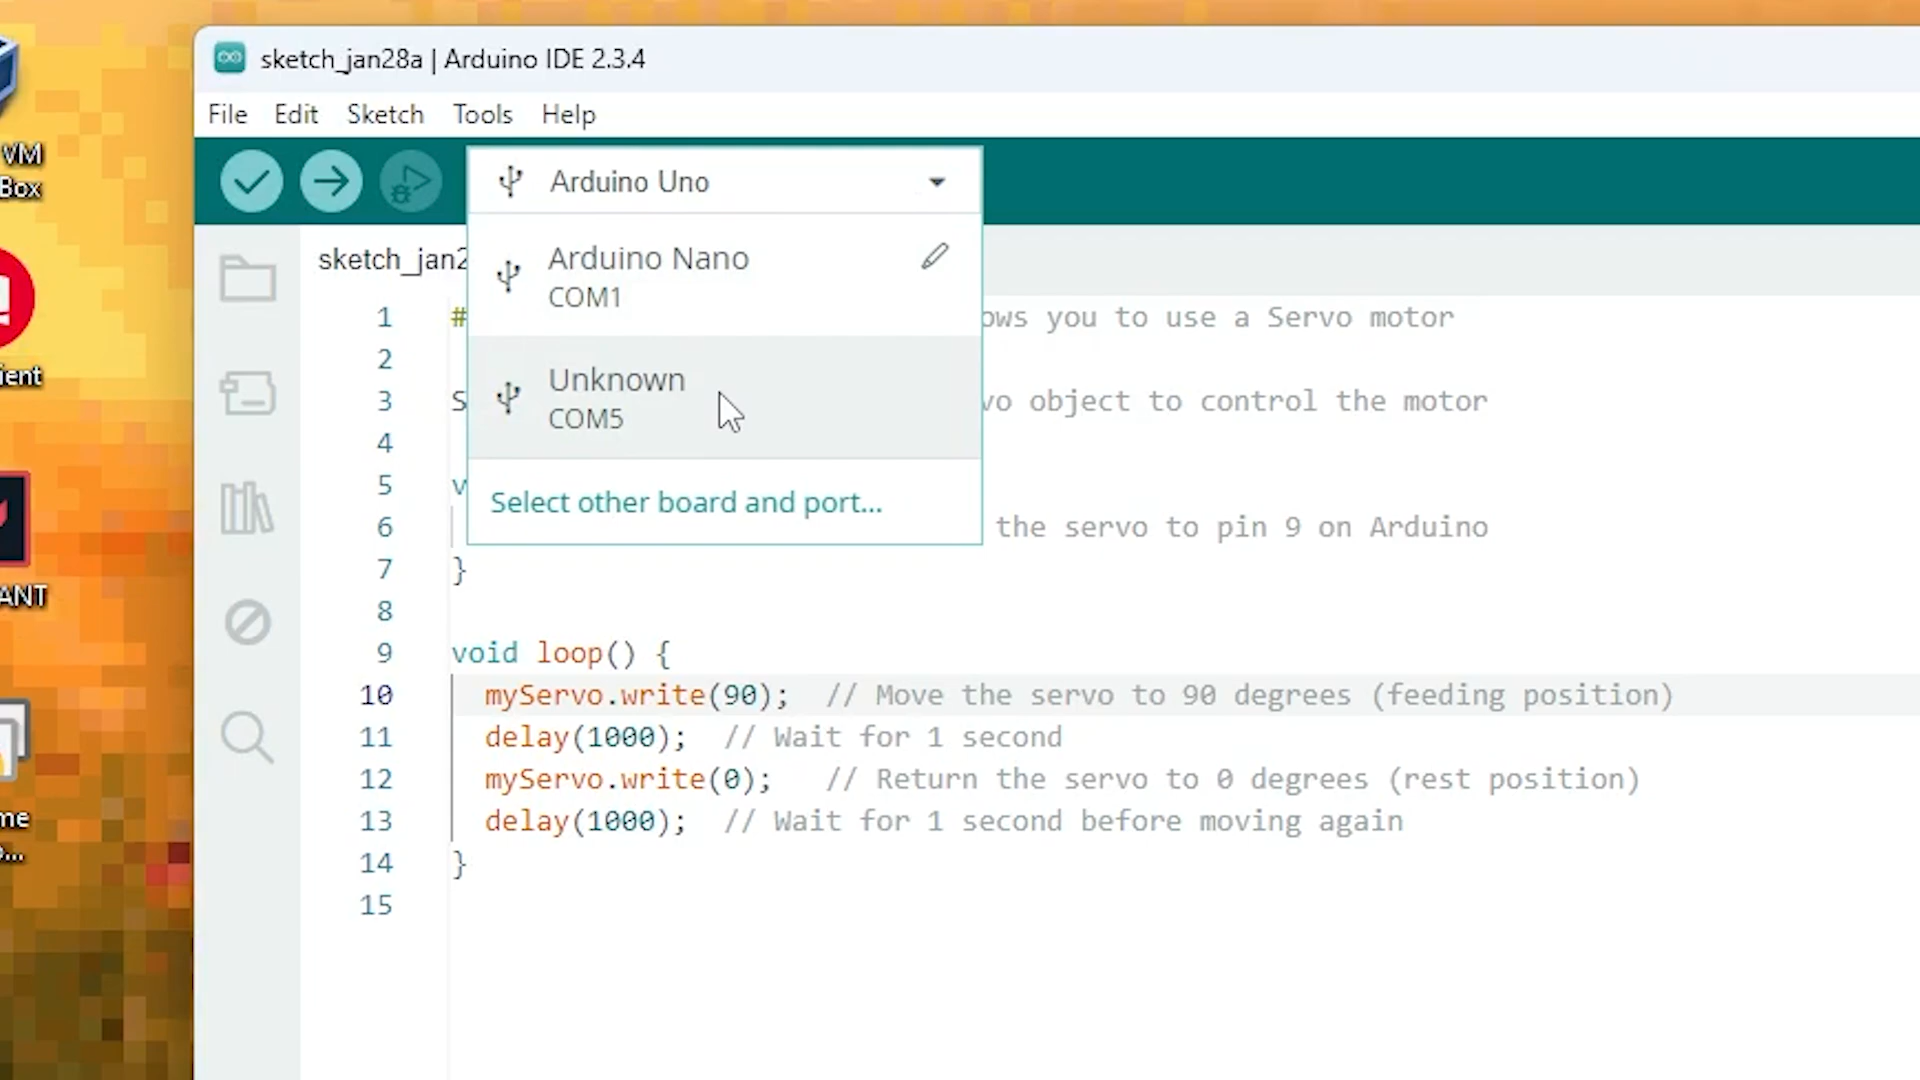 sketch_jan28a | Arduino IDE 2.3.4
File Edit Sketch Tools Help
Arduino Uno
Arduino Nano
COM1
Unknown
COM5
Select other board and port...
sketch_jan2
1 # ows you to use a Servo motor
2
3 S vo object to control the motor
4
5 v
6 the servo to pin 9 on Arduino
7 }
8
9 void loop() {
10 myServo.write(90); // Move the servo to 90 degrees (feeding position)
11 delay(1000); // Wait for 1 second
12 myServo.write(0); // Return the servo to 0 degrees (rest position)
13 delay(1000); // Wait for 1 second before moving again
14 }
15
VM
Box
ient
ANT
me
...